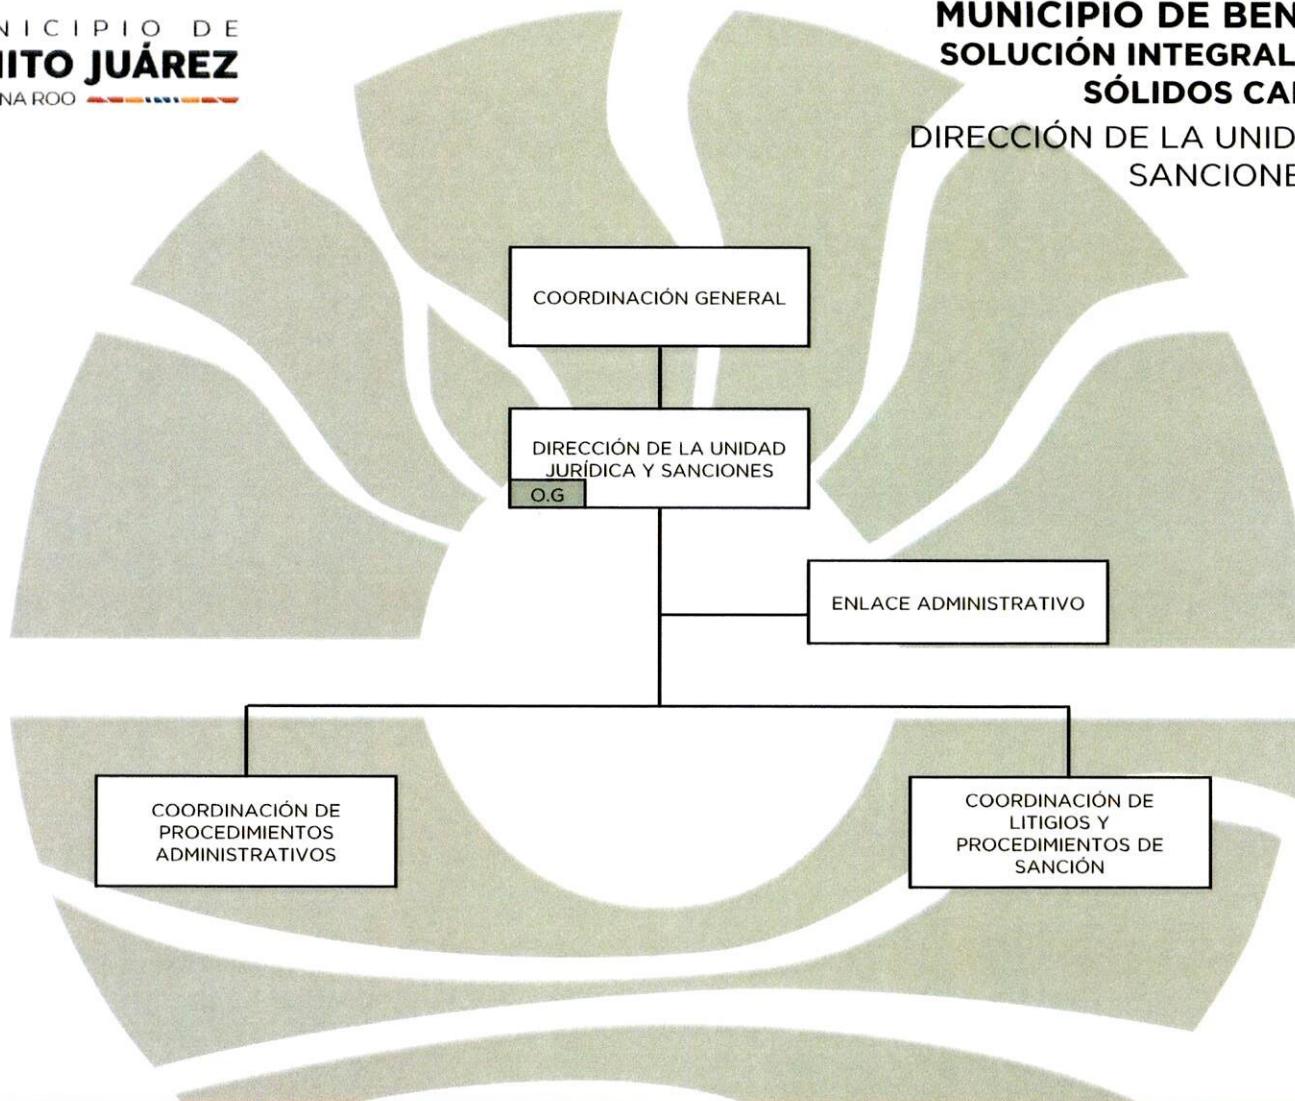 NICIPIO DE
NITO JUÁREZ
NA ROO
MUNICIPIO DE BEN
SOLUCIÓN INTEGRAL
SÓLIDOS CA
DIRECCIÓN DE LA UNID
SANCIONE
COORDINACIÓN GENERAL
DIRECCIÓN DE LA UNIDAD
JURÍDICA Y SANCIONES
O.G
ENLACE ADMINISTRATIVO
COORDINACIÓN DE
PROCEDIMIENTOS
ADMINISTRATIVOS
COORDINACIÓN DE
LITIGIOS Y
PROCEDIMIENTOS DE
SANCIÓN